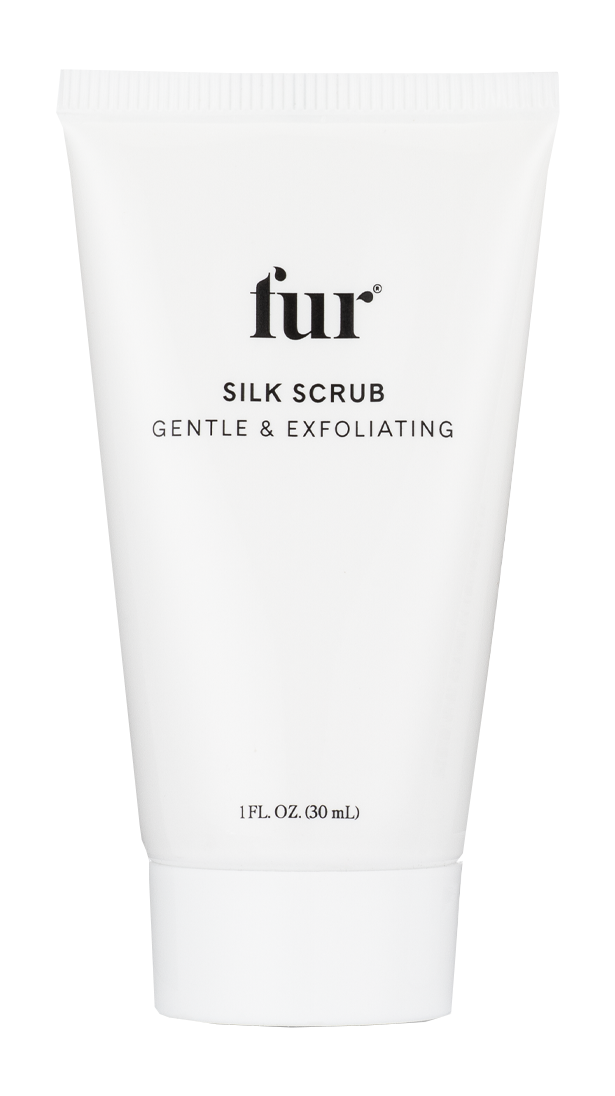 fur®
SILK SCRUB
GENTLE & EXFOLIATING
1 FL. OZ. (30 mL)